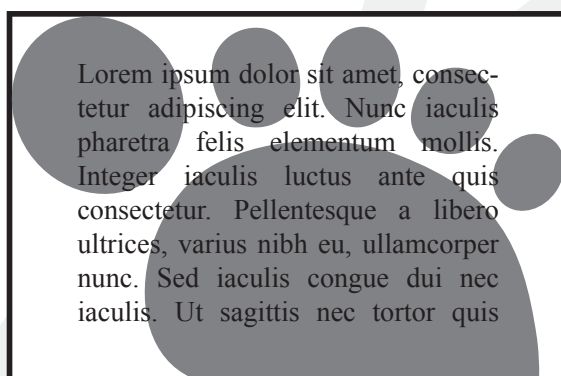 Lorem ipsum dolor sit amet, consec-
tetur adipiscing elit. Nunc iaculis
pharetra felis elementum mollis.
Integer iaculis luctus ante quis
consectetur. Pellentesque a libero
ultrices, varius nibh eu, ullamcorper
nunc. Sed iaculis congue dui nec
iaculis. Ut sagittis nec tortor quis